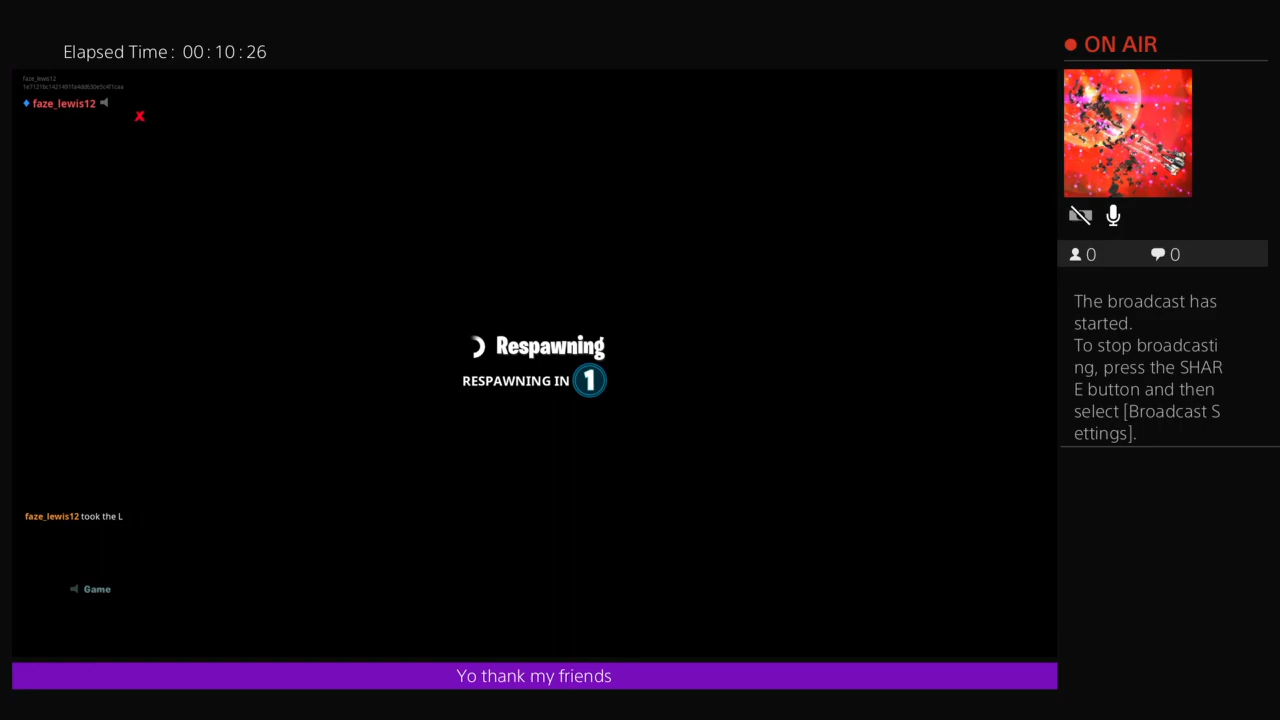 Elapsed Time: 00:10:26
ON AIR
faze_lewis12
faze_lewis12
X
0 0
The broadcast has
started.
To stop broadcasti
ng, press the SHAR
E button and then
select [Broadcast S
ettings].
Respawning
RESPAWNING IN 1
faze_lewis12 took the L
Game
Yo thank my friends